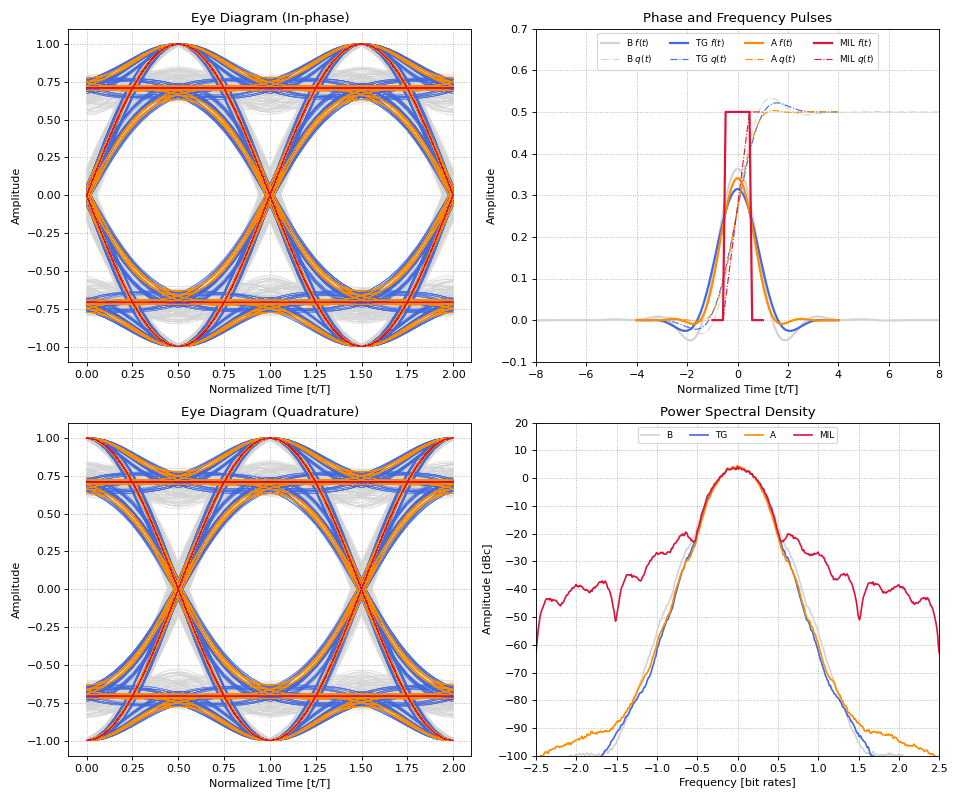 Eye Diagram (In-phase)
Amplitude
1.00
0.75
0.50
0.25
0.00
−0.25
−0.50
−0.75
−1.00
0.00 0.25 0.50 0.75 1.00 1.25 1.50 1.75 2.00
Normalized Time [t/T]
Phase and Frequency Pulses
Amplitude
0.7
0.6
0.5
0.4
0.3
0.2
0.1
0.0
−0.1
B f(t) TG f(t) A f(t) MIL f(t)
B q(t) TG q(t) A q(t) MIL q(t)
−8 −6 −4 −2 0 2 4 6 8
Normalized Time [t/T]
Eye Diagram (Quadrature)
Amplitude
1.00
0.75
0.50
0.25
0.00
−0.25
−0.50
−0.75
−1.00
0.00 0.25 0.50 0.75 1.00 1.25 1.50 1.75 2.00
Normalized Time [t/T]
Power Spectral Density
Amplitude [dBc]
20
10
0
−10
−20
−30
−40
−50
−60
−70
−80
−90
−100
B TG A MIL
−2.5 −2.0 −1.5 −1.0 −0.5 0.0 0.5 1.0 1.5 2.0 2.5
Frequency [bit rates]